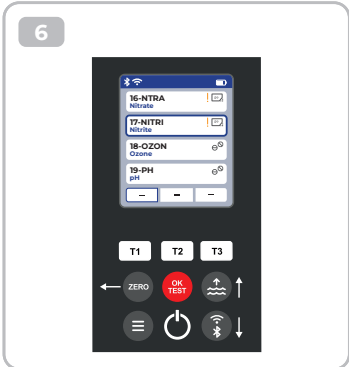 6
16-NTRA
Nitrate
17-NITRI
Nitrite
18-OZON
Ozone
19-PH
pH
T1 T2 T3
ZERO OK TEST